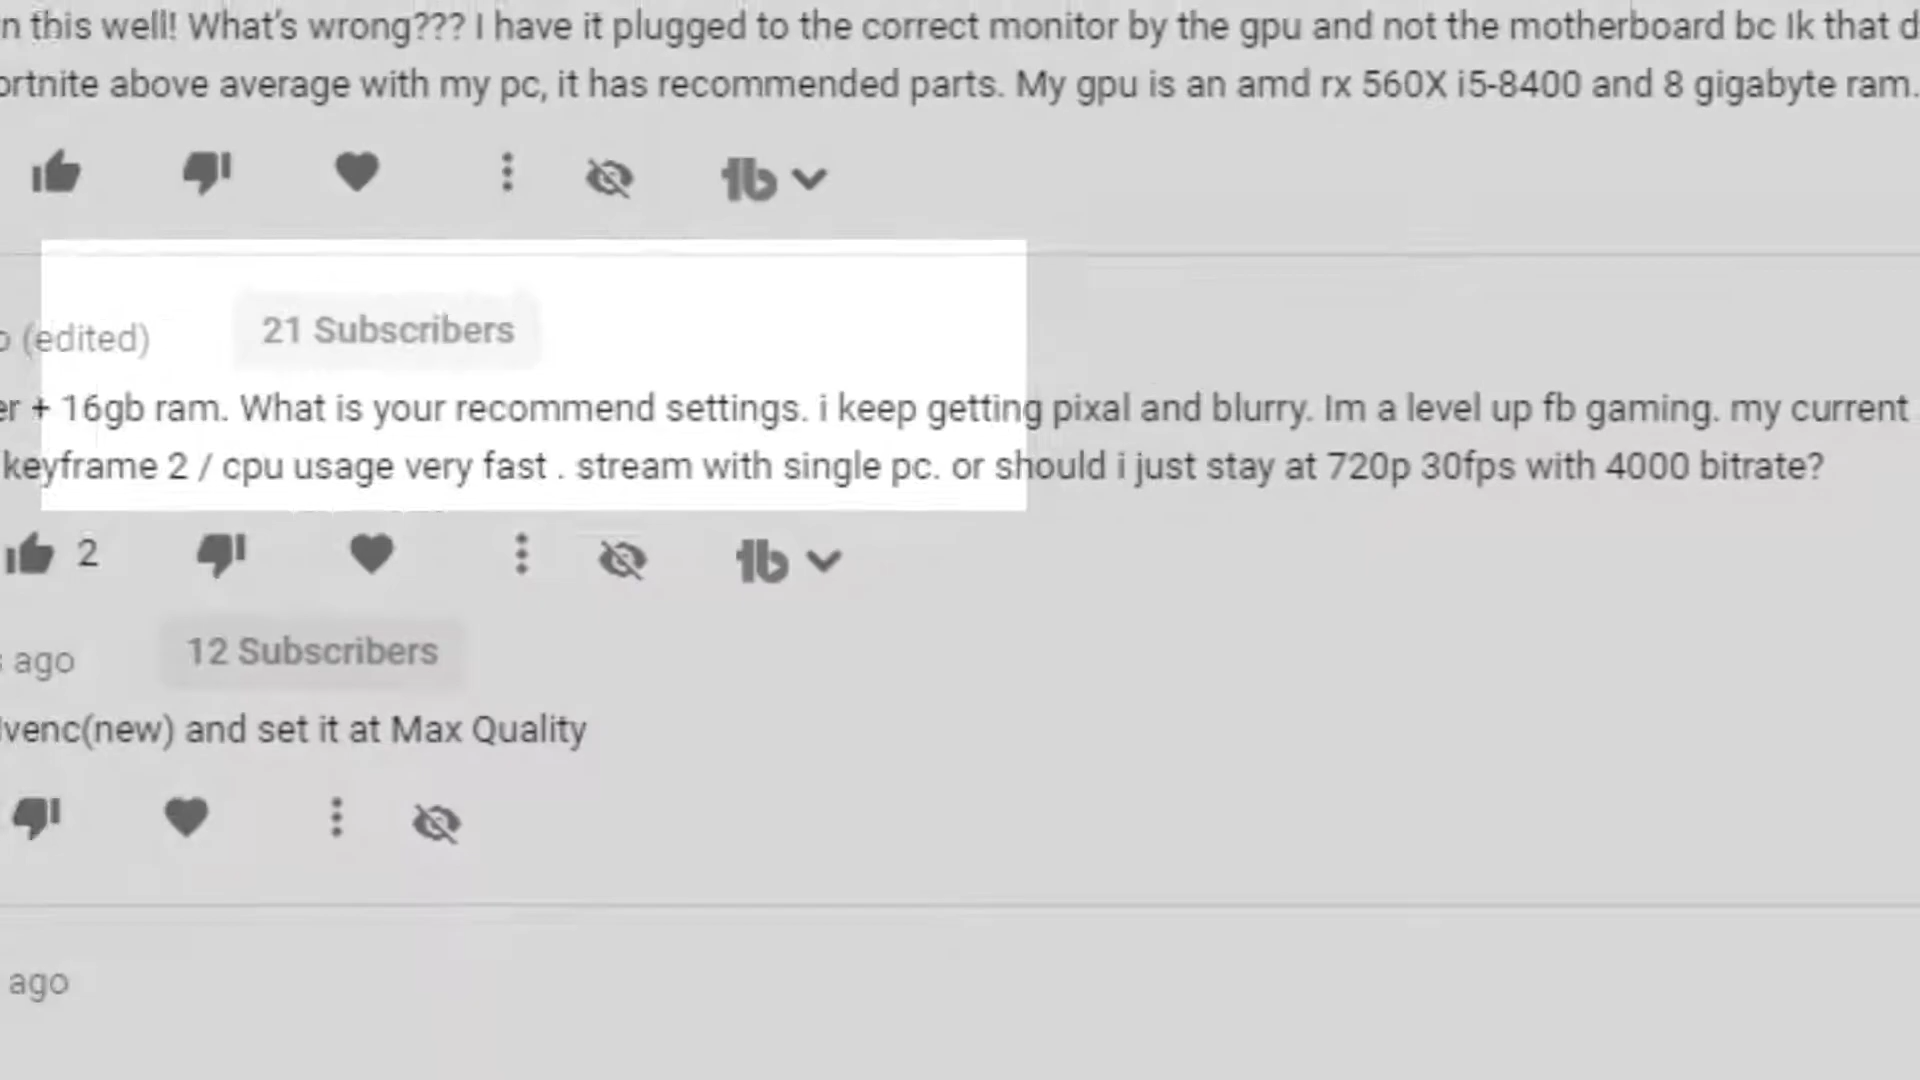 this well! What's wrong??? I have it plugged to the correct monitor by the gpu and not the motherboard bc Ik that
above average with my pc, it has recommended parts. My gpu is an amd rx 560X i5-8400 and 8 gigabyte ram.
(edited) 21 Subscribers
+ 16gb ram. What is your recommend settings. i keep getting pixal and blurry. Im a level up fb gaming. my current
keyframe 2 / cpu usage very fast . stream with single pc. or should i just stay at 720p 30fps with 4000 bitrate?
2
ago 12 Subscribers
venc(new) and set it at Max Quality
ago